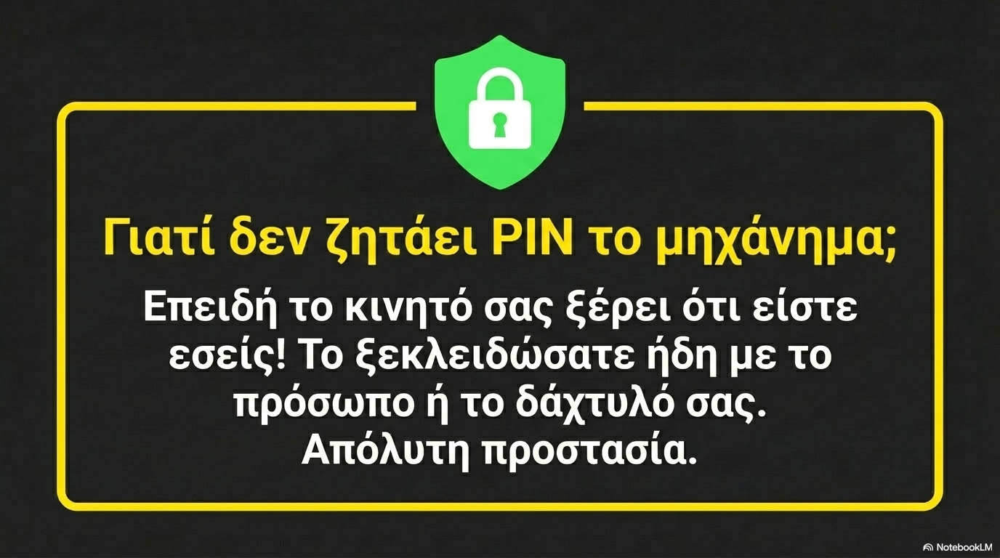 Γιατί δεν ζητάει PIN το μηχάνημα;
Επειδή το κινητό σας ξέρει ότι είστε
εσείς! Το ξεκλειδώσατε ήδη με το
πρόσωπο ή το δάχτυλό σας.
Απόλυτη προστασία.
NotebookLM